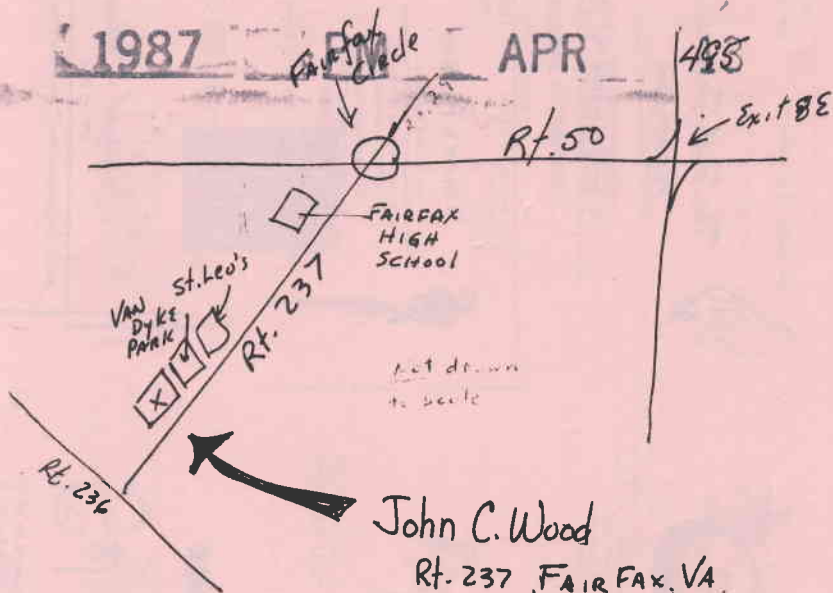 1987
APR
Fairfax
Circle
495
Exit 8E
Rt. 50
FAIRFAX
HIGH
SCHOOL
St. Leo's
VAN
DYKE
PARK
Rt. 237
Not drawn
to scale
X
Rt. 236
John C. Wood
Rt. 237 FAIRFAX, VA